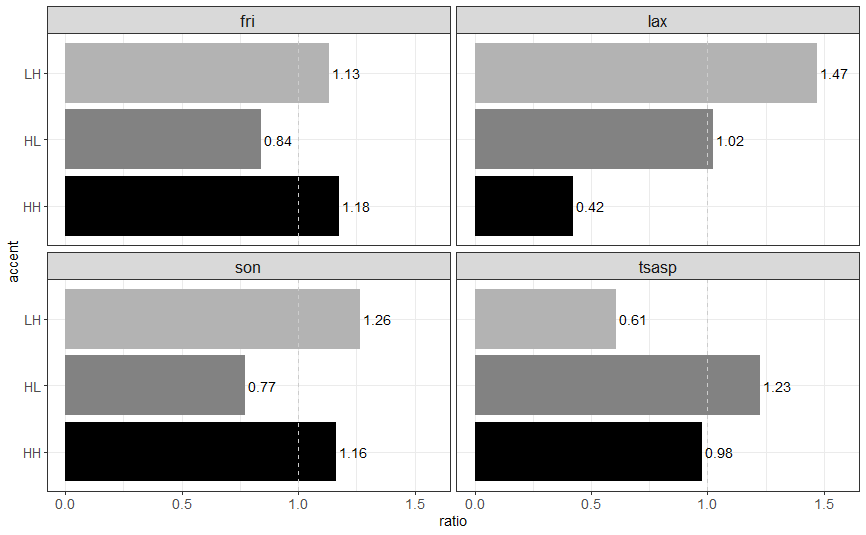 fri
lax
LH
1.13
1.47
HL
0.84
1.02
HH
1.18
0.42
accent
son
tsasp
LH
1.26
0.61
HL
0.77
1.23
HH
1.16
0.98
0.0 0.5 1.0 1.5 0.0 0.5 1.0 1.5
ratio